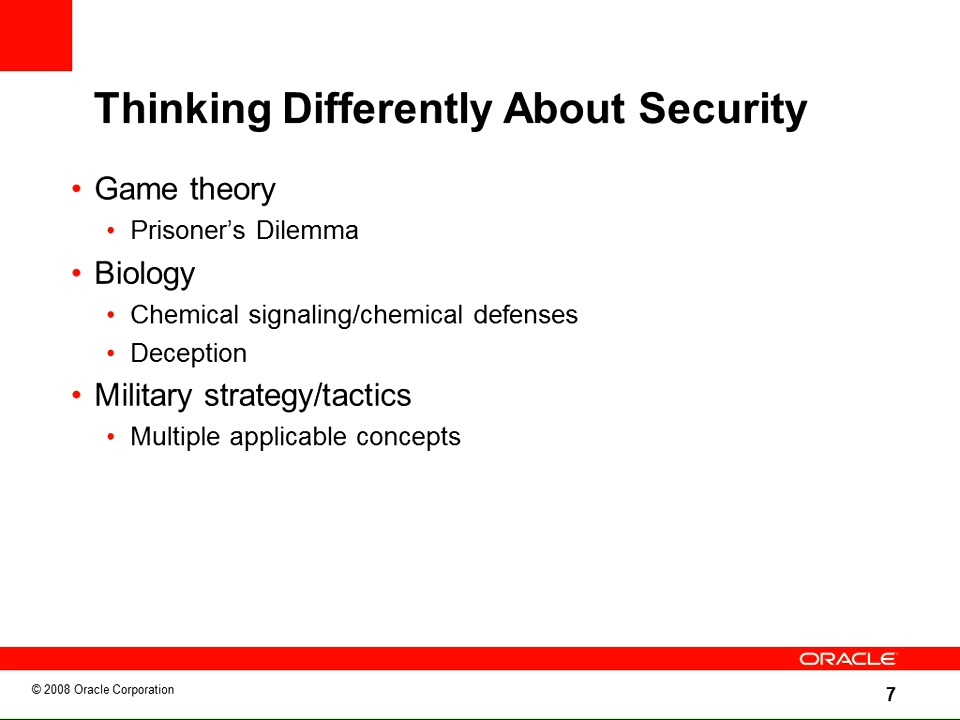 Thinking Differently About Security
• Game theory
• Prisoner’s Dilemma
• Biology
• Chemical signaling/chemical defenses
• Deception
• Military strategy/tactics
• Multiple applicable concepts
ORACLE
© 2008 Oracle Corporation
7